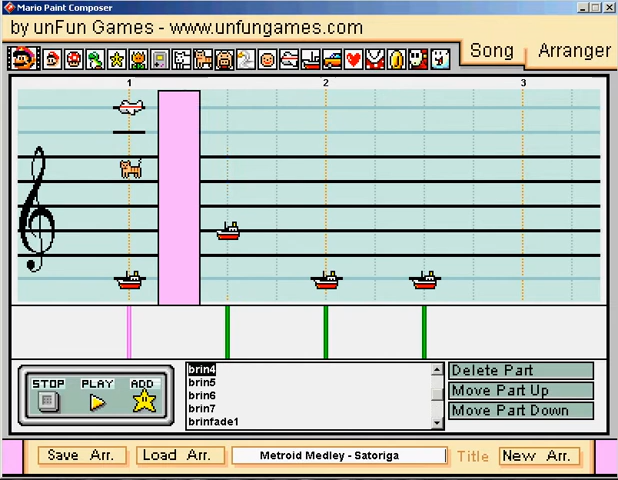 Mario Paint Composer
by unFun Games - www.unfungames.com
Song
Arranger
1 2 3
brin4
brin5
brin6
brin7
brinfade1
STOP PLAY ADD
Delete Part
Move Part Up
Move Part Down
Save Arr. Load Arr. Metroid Medley - Satoriga Title New Arr.